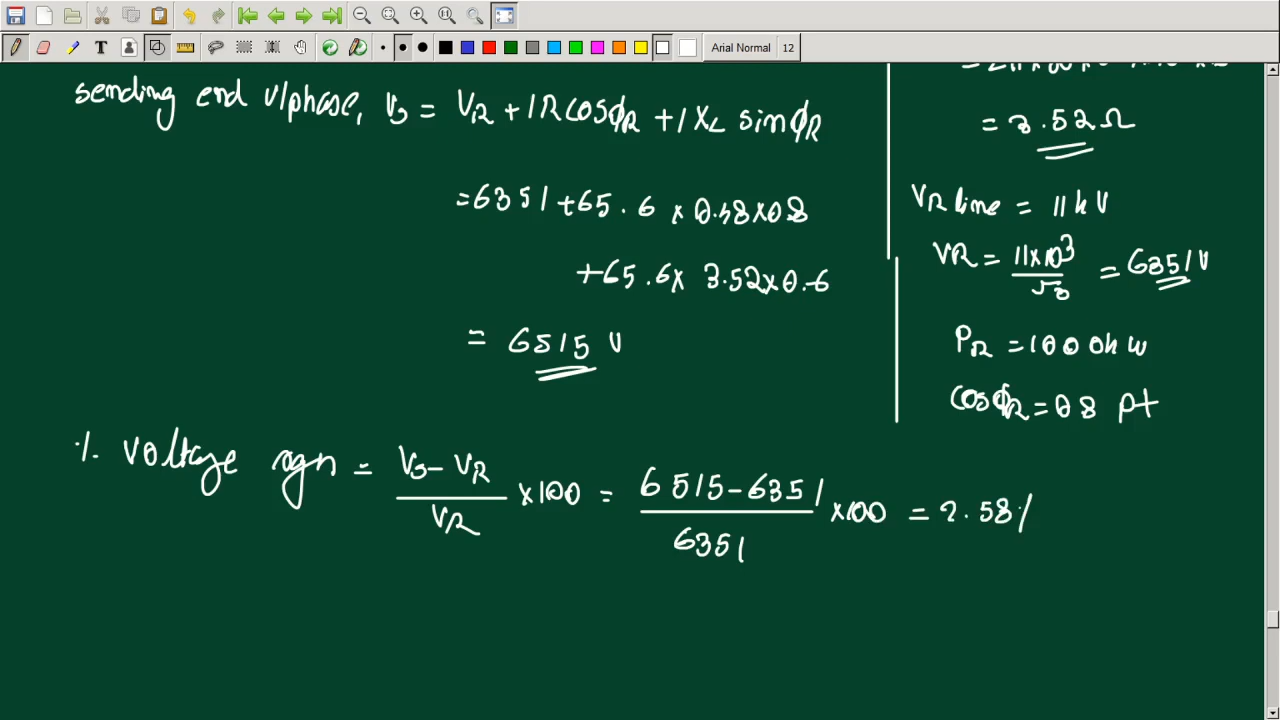 Arial Normal 12
sending end v/phase, Vs = VR + IR cosϕR + I XL sinϕR
= 6351 + 65.6 × 0.48 × 0.8
+ 65.6 × 3.52 × 0.6
= 6515 V
% voltage rgn = Vs - VR / VR × 100 = 6515 - 6351 / 6351 × 100 = 2.58%
= 3.52 Ω
VR line = 11 kV
VR = 11×10³ / √3 = 6351 V
PR = 1000 kw
cosϕR = 0.8 pf